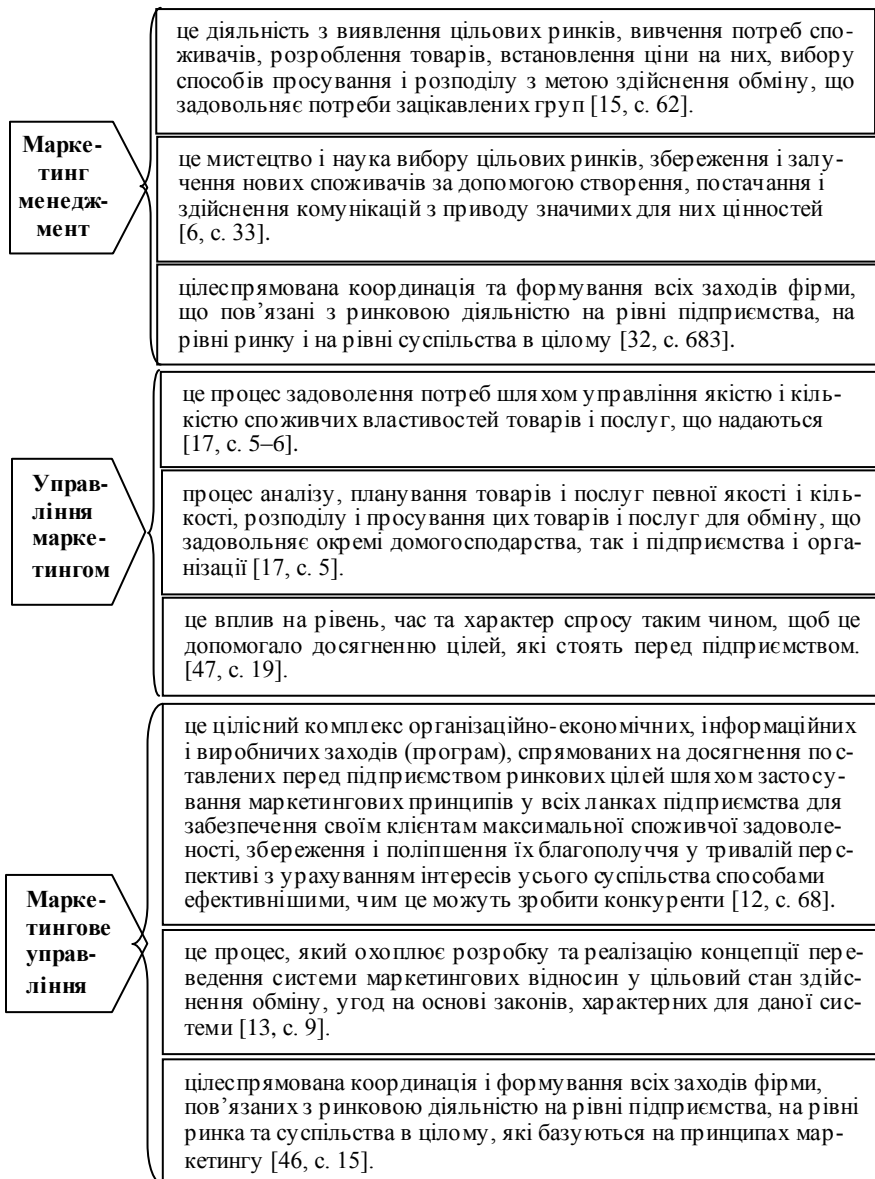 це діяльність з виявлення цільових ринків, вивчення потреб спо-
живачів, розроблення товарів, встановлення ціни на них, вибору
способів просування і розподілу з метою здійснення обміну, що
задовольняє потреби зацікавлених груп [15, с. 62].
Марке-
тинг
менедж-
мент
це мистецтво і наука вибору цільових ринків, збереження і залу-
чення нових споживачів за допомогою створення, постачання і
здійснення комунікацій з приводу значимих для них цінностей
[6, с. 33].
цілеспрямована координація та формування всіх заходів фірми,
що пов’язані з ринковою діяльністю на рівні підприємства, на
рівні ринку і на рівні суспільства в цілому [32, с. 683].
це процес задоволення потреб шляхом управління якістю і кіль-
кістю споживчих властивостей товарів і послуг, що надаються
[17, с. 5–6].
Управ-
ління
марке-
тингом
процес аналізу, планування товарів і послуг певної якості і кіль-
кості, розподілу і просування цих товарів і послуг для обміну, що
задовольняє окремі домогосподарства, так і підприємства і орга-
нізації [17, с. 5].
це вплив на рівень, час та характер спросу таким чином, щоб це
допомагало досягненню цілей, які стоять перед підприємством.
[47, с. 19].
це цілісний комплекс організаційно-економічних, інформаційних
і виробничих заходів (програм), спрямованих на досягнення пос-
тавлених перед підприємством ринкових цілей шляхом застосу-
вання маркетингових принципів у всіх ланках підприємства для
забезпечення своїм клієнтам максимальної споживчої задоволе-
ності, збереження і поліпшення їх благополуччя у тривалій перс-
пективі з урахуванням інтересів усього суспільства способами
ефективнішими, чим це можуть зробити конкуренти [12, с. 68].
Марке-
тингове
управ-
ління
це процес, який охоплює розробку та реалізацію концепції пере-
ведення системи маркетингових відносин у цільовий стан здійс-
нення обміну, угод на основі законів, характерних для даної сис-
теми [13, с. 9].
цілеспрямована координація і формування всіх заходів фірми,
пов’язаних з ринковою діяльністю на рівні підприємства, на рівні
ринка та суспільства в цілому, які базуються на принципах мар-
кетингу [46, с. 15].